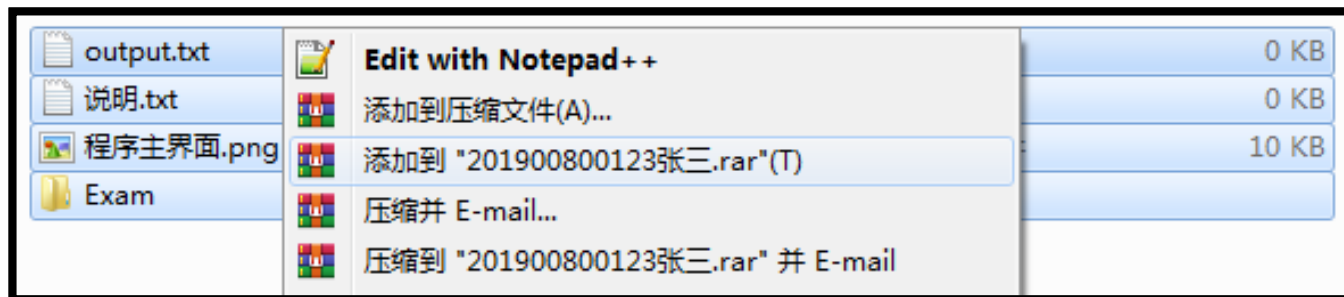 output.txt
说明.txt
程序主界面.png
Exam
Edit with Notepad++
添加到压缩文件(A)...
添加到 "201900800123张三.rar"(T)
压缩并 E-mail...
压缩到 "201900800123张三.rar" 并 E-mail
0 KB
0 KB
10 KB